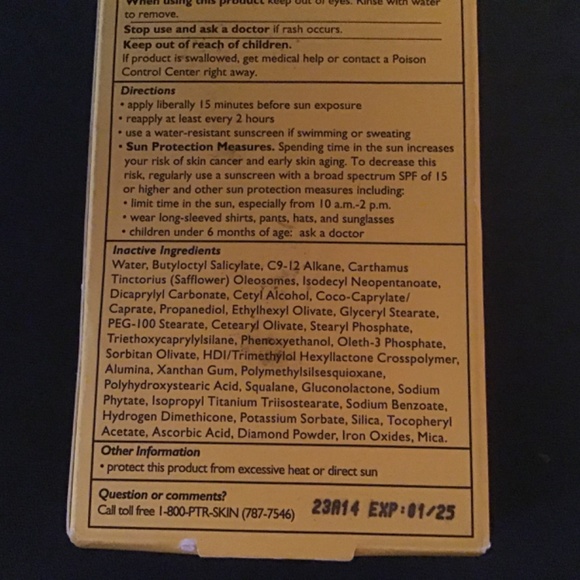 When using this product keep out of eyes. Rinse with water
to remove.
Stop use and ask a doctor if rash occurs.
Keep out of reach of children.
If product is swallowed, get medical help or contact a Poison
Control Center right away.
Directions
• apply liberally 15 minutes before sun exposure
• reapply at least every 2 hours
• use a water-resistant sunscreen if swimming or sweating
• Sun Protection Measures. Spending time in the sun increases
your risk of skin cancer and early skin aging. To decrease this
risk, regularly use a sunscreen with a broad spectrum SPF of 15
or higher and other sun protection measures including:
• limit time in the sun, especially from 10 a.m.-2 p.m.
• wear long-sleeved shirts, pants, hats, and sunglasses
• children under 6 months of age: ask a doctor
Inactive Ingredients
Water, Butyloctyl Salicylate, C9-12 Alkane, Carthamus
Tinctorius (Safflower) Oleosomes, Isodecyl Neopentanoate,
Dicaprylyl Carbonate, Cetyl Alcohol, Coco-Caprylate/
Caprate, Propanediol, Ethylhexyl Olivate, Glyceryl Stearate,
PEG-100 Stearate, Cetearyl Olivate, Stearyl Phosphate,
Triethoxycaprylylsilane, Phenoxyethanol, Oleth-3 Phosphate,
Sorbitan Olivate, HDI/Trimethylol Hexyllactone Crosspolymer,
Alumina, Xanthan Gum, Polymethylsilsesquioxane,
Polyhydroxystearic Acid, Squalane, Gluconolactone, Sodium
Phytate, Isopropyl Titanium Triisostearate, Sodium Benzoate,
Hydrogen Dimethicone, Potassium Sorbate, Silica, Tocopheryl
Acetate, Ascorbic Acid, Diamond Powder, Iron Oxides, Mica.
Other Information
• protect this product from excessive heat or direct sun
Question or comments?
Call toll free 1-800-PTR-SKIN (787-7546)
23A14 EXP:01/25